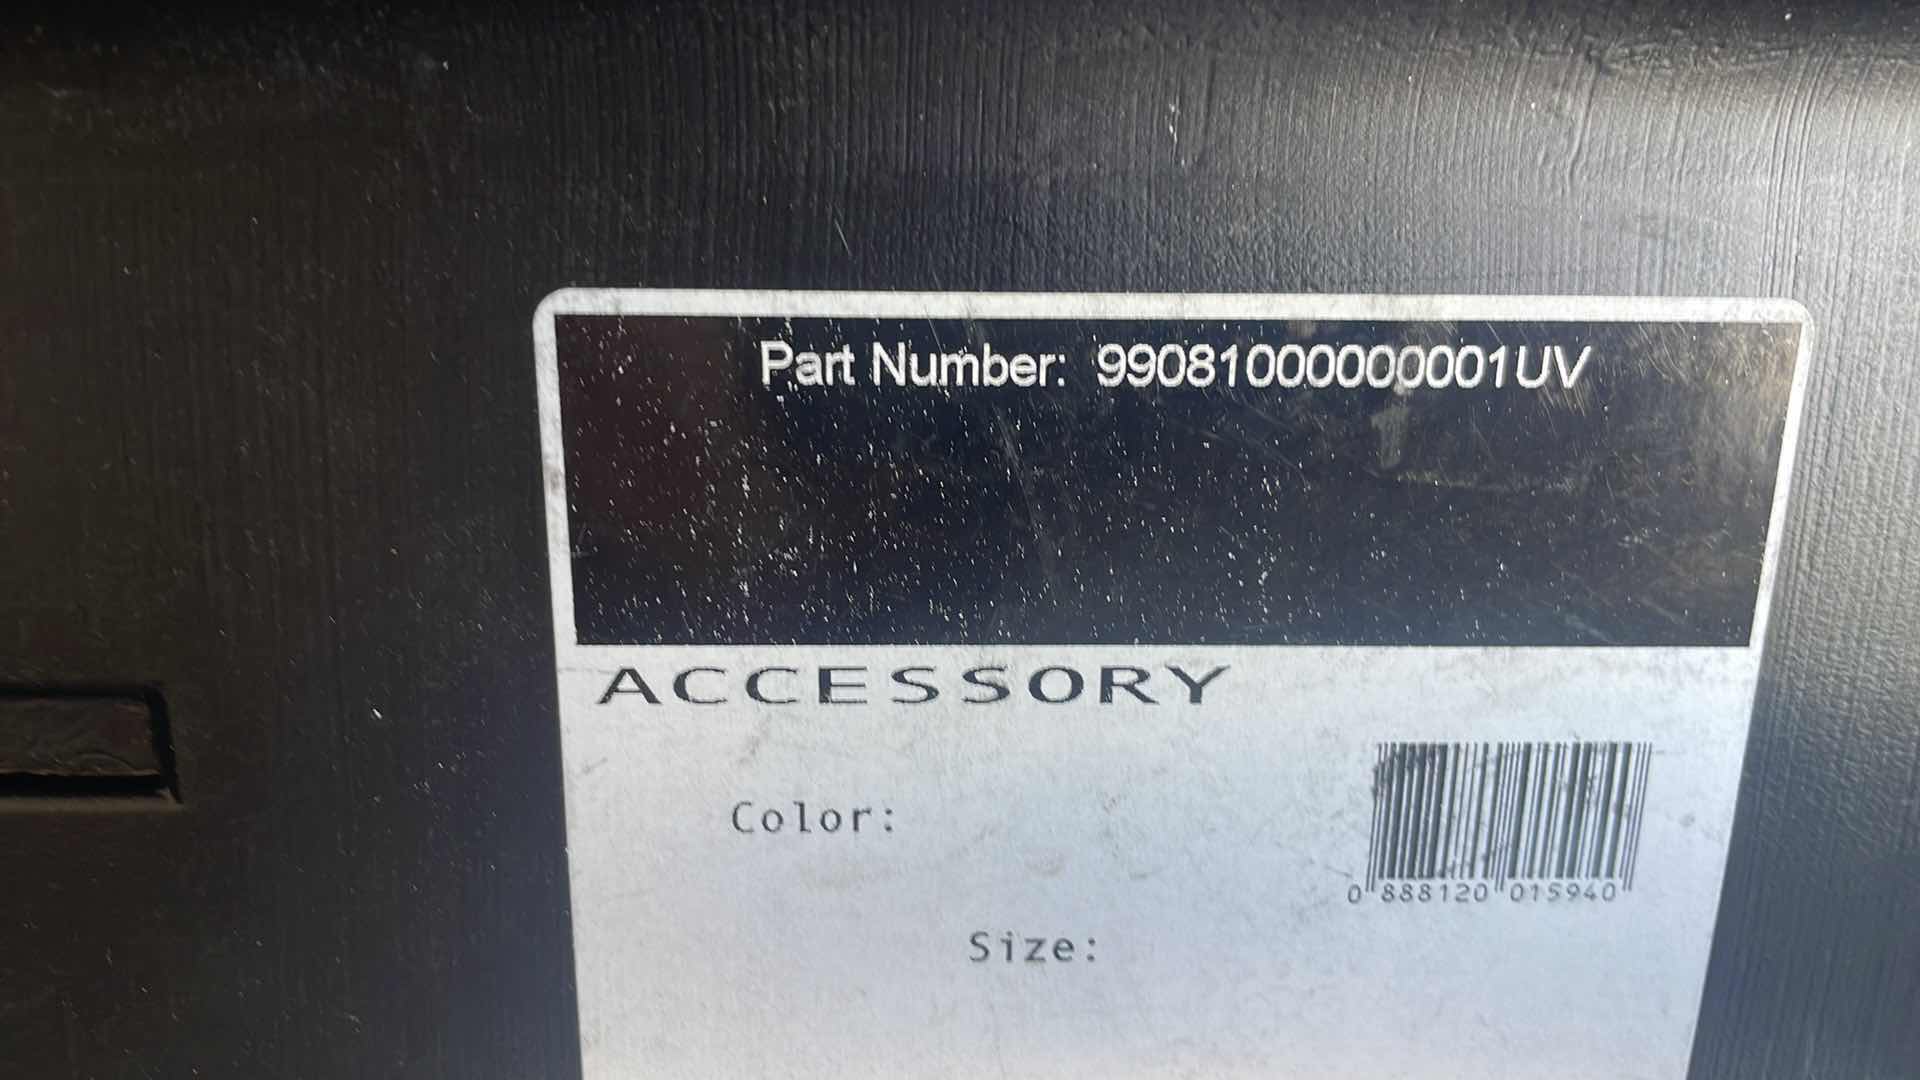 Part Number: 99081000000001UV
ACCESSORY
Color:
0 888120 015940
Size: